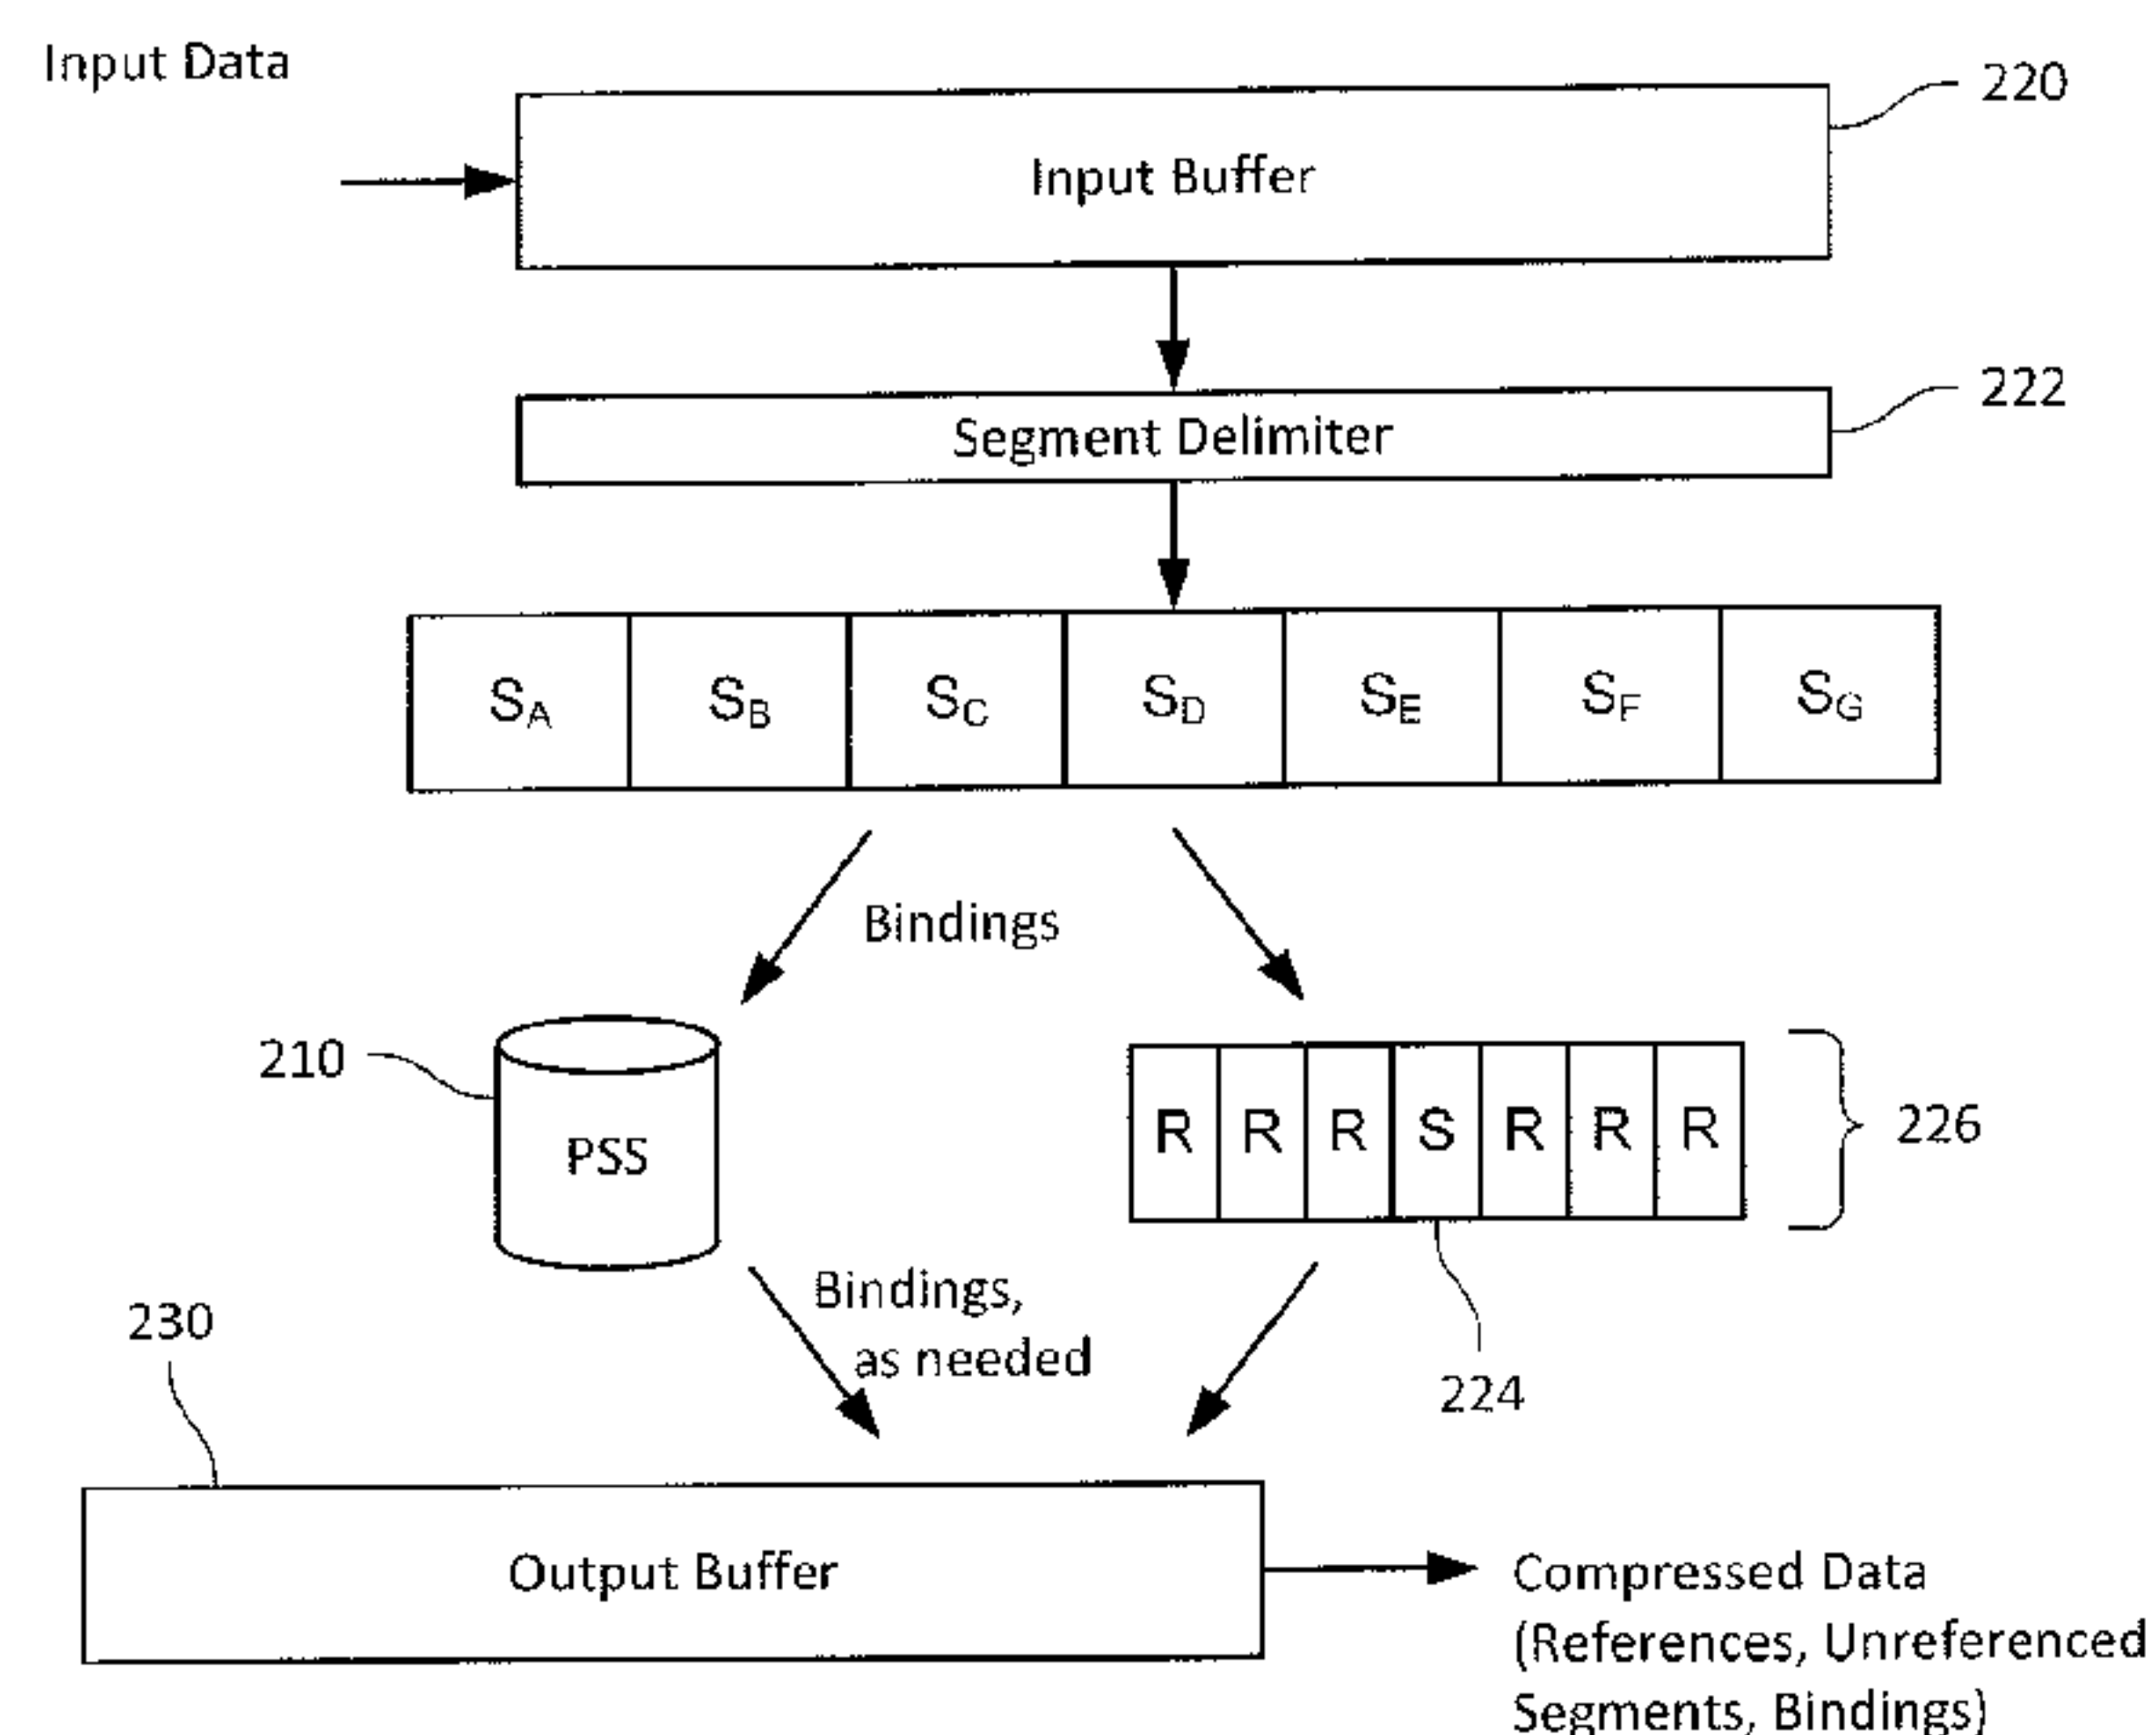 Input Data
220
Input Buffer
222
Segment Delimiter
SA SB SC SD SE SF SG
Bindings
210
PSS
R R R S R R R
226
Bindings,
as needed
230
224
Output Buffer
Compressed Data
(References, Unreferenced
Segments, Bindings)